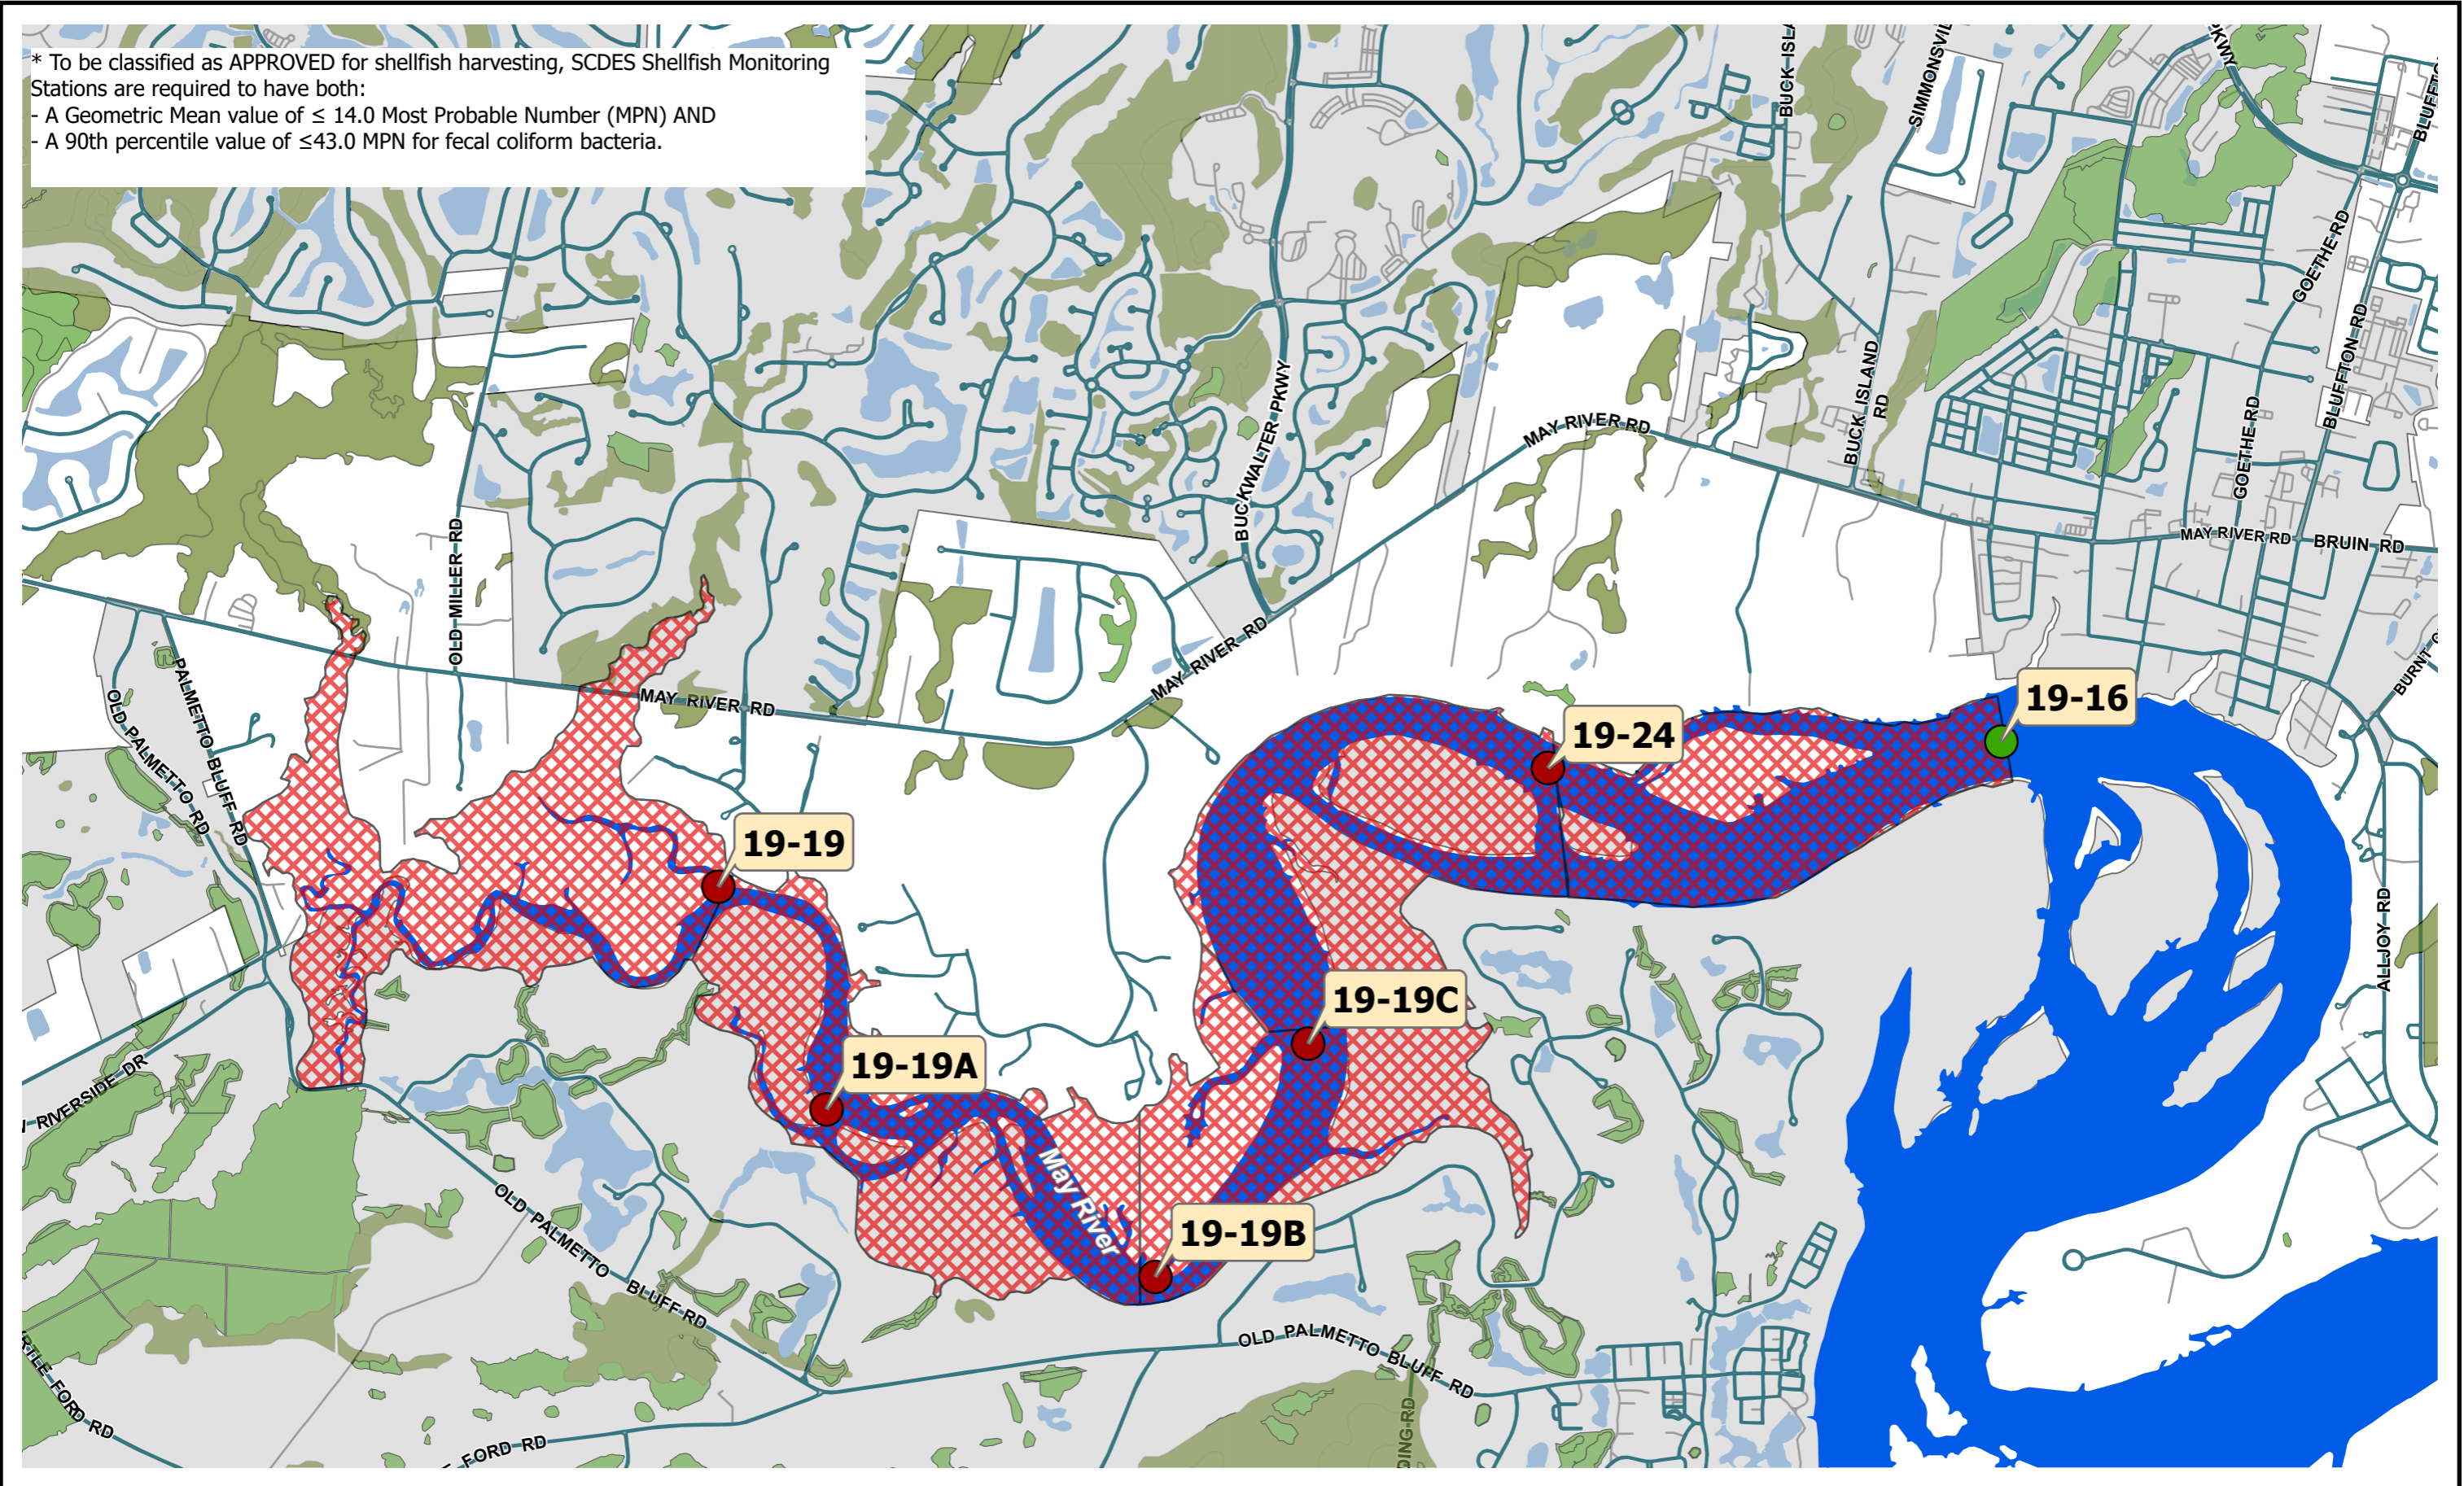 * To be classified as APPROVED for shellfish harvesting, SCDES Shellfish Monitoring
Stations are required to have both:
- A Geometric Mean value of ≤ 14.0 Most Probable Number (MPN) AND
- A 90th percentile value of ≤43.0 MPN for fecal coliform bacteria.
PKWY
GOETHE RD
BLUFFTON RD
BUCKWALTER PKWY
MAY RIVER RD
BUCK ISLAND
RD
GOETHE RD
MAY RIVER RD
BRUIN RD
OLD MILLER RD
MAY RIVER RD
MAY RIVER RD
PALMETTO BLUFF RD
OLD PALMETTO RD
BURNT
19-16
19-24
19-19
19-19C
19-19A
19-19B
May River
ALLJOY RD
RIVERSIDE DR
OLD PALMETTO BLUFF RD
OLD PALMETTO BLUFF RD
FORD RD
FORD RD